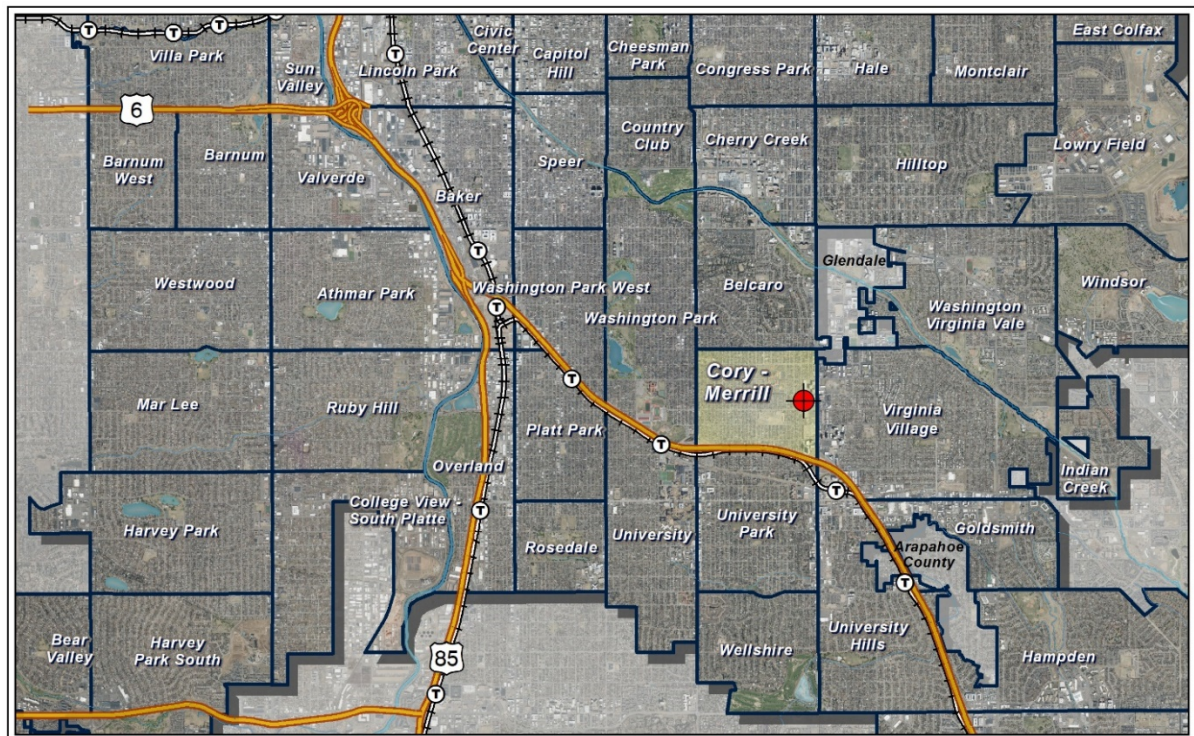 East Colfax
Villa Park
Sun
Valley
Lincoln Park
Civic
Center
Capitol
Hill
Cheesman
Park
Congress Park
Hale
Montclair
6
Barnum
West
Barnum
Valverde
Baker
Speer
Country
Club
Cherry Creek
Hilltop
Lowry Field
Westwood
Athmar Park
Washington Park West
Washington Park
Belcaro
Glendale
Washington
Virginia Vale
Windsor
Mar Lee
Ruby Hill
Platt Park
Cory -
Merrill
Virginia
Village
Indian
Creek
Overland
Harvey Park
College View -
South Platte
Rosedale
University
University
Park
Goldsmith
Arapahoe
County
Bear
Valley
Harvey
Park South
85
Wellshire
University
Hills
Hampden
T
T
T
T
T
T
T
T
T
T
T
T